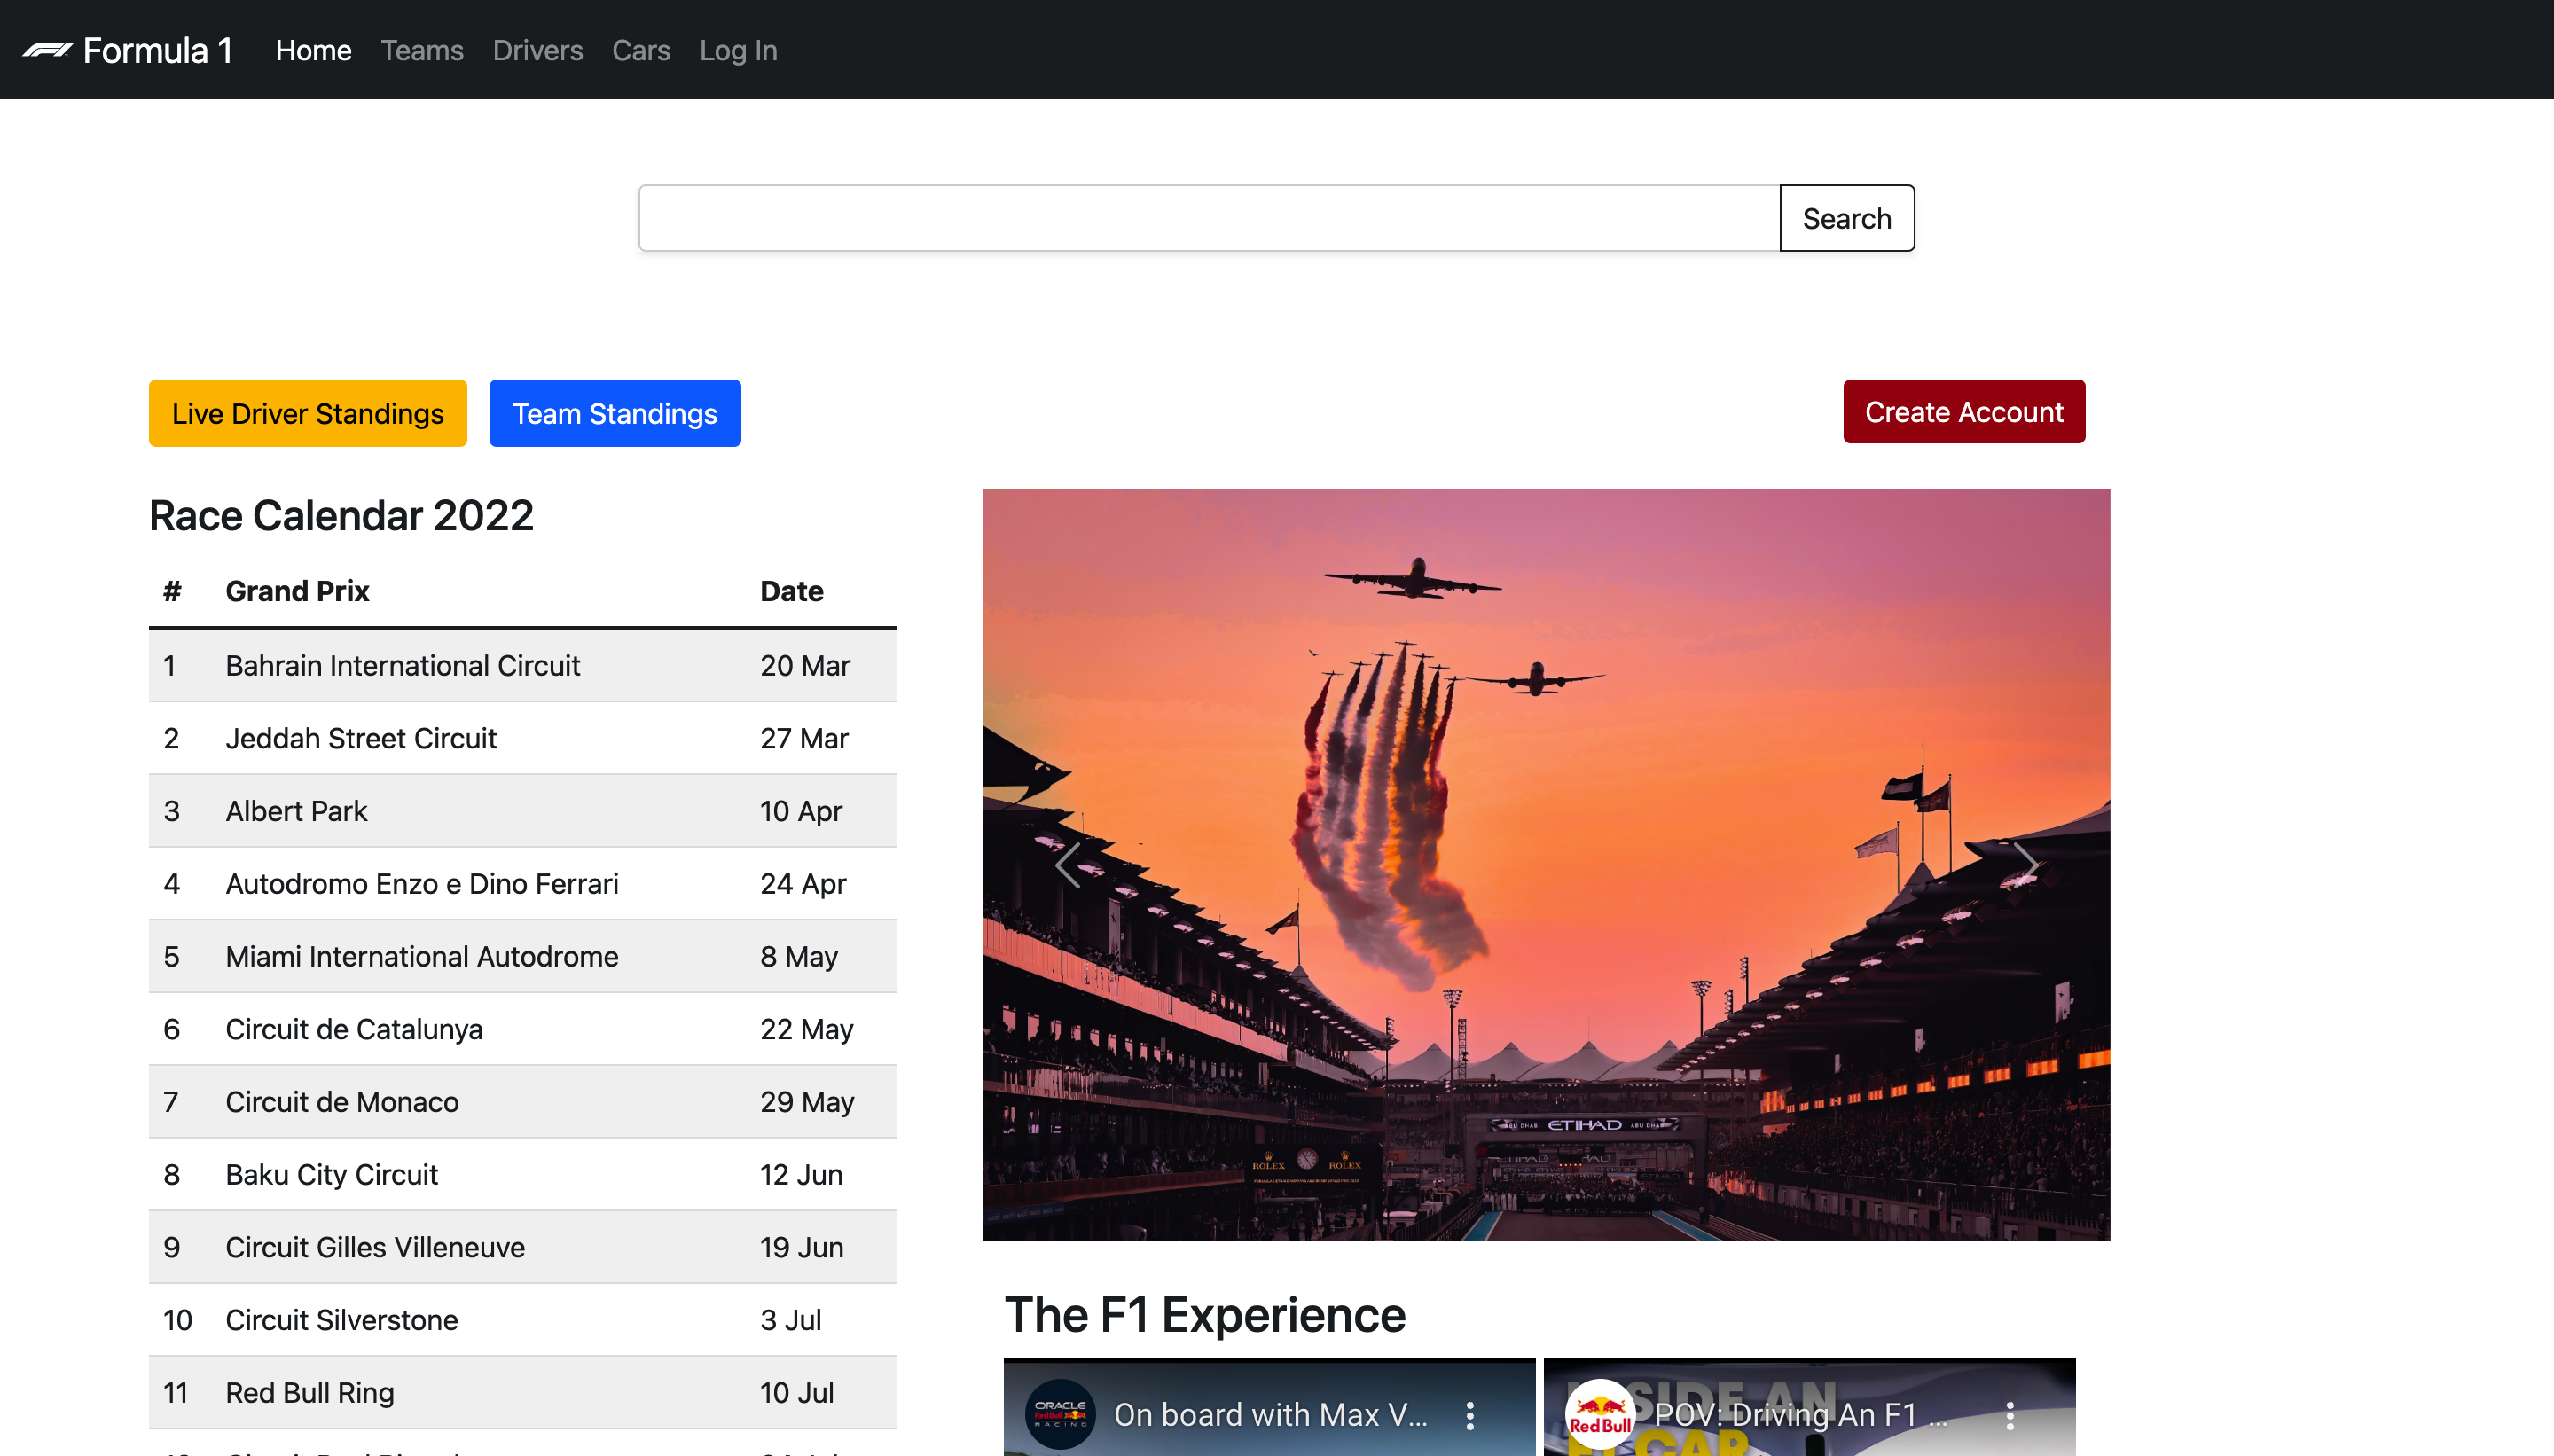 Formula 1 Home Teams Drivers Cars Log In
Search
Live Driver Standings Team Standings Create Account
Race Calendar 2022
# Grand Prix Date
1 Bahrain International Circuit 20 Mar
2 Jeddah Street Circuit 27 Mar
3 Albert Park 10 Apr
4 Autodromo Enzo e Dino Ferrari 24 Apr
5 Miami International Autodrome 8 May
6 Circuit de Catalunya 22 May
7 Circuit de Monaco 29 May
8 Baku City Circuit 12 Jun
9 Circuit Gilles Villeneuve 19 Jun
10 Circuit Silverstone 3 Jul
11 Red Bull Ring 10 Jul
ABU DHABI ETIHAD ABU DHABI
ROLEX ROLEX
The F1 Experience
ORACLE
Red Bull
RACING
On board with Max V...
Red Bull
POV: Driving An F1 ...